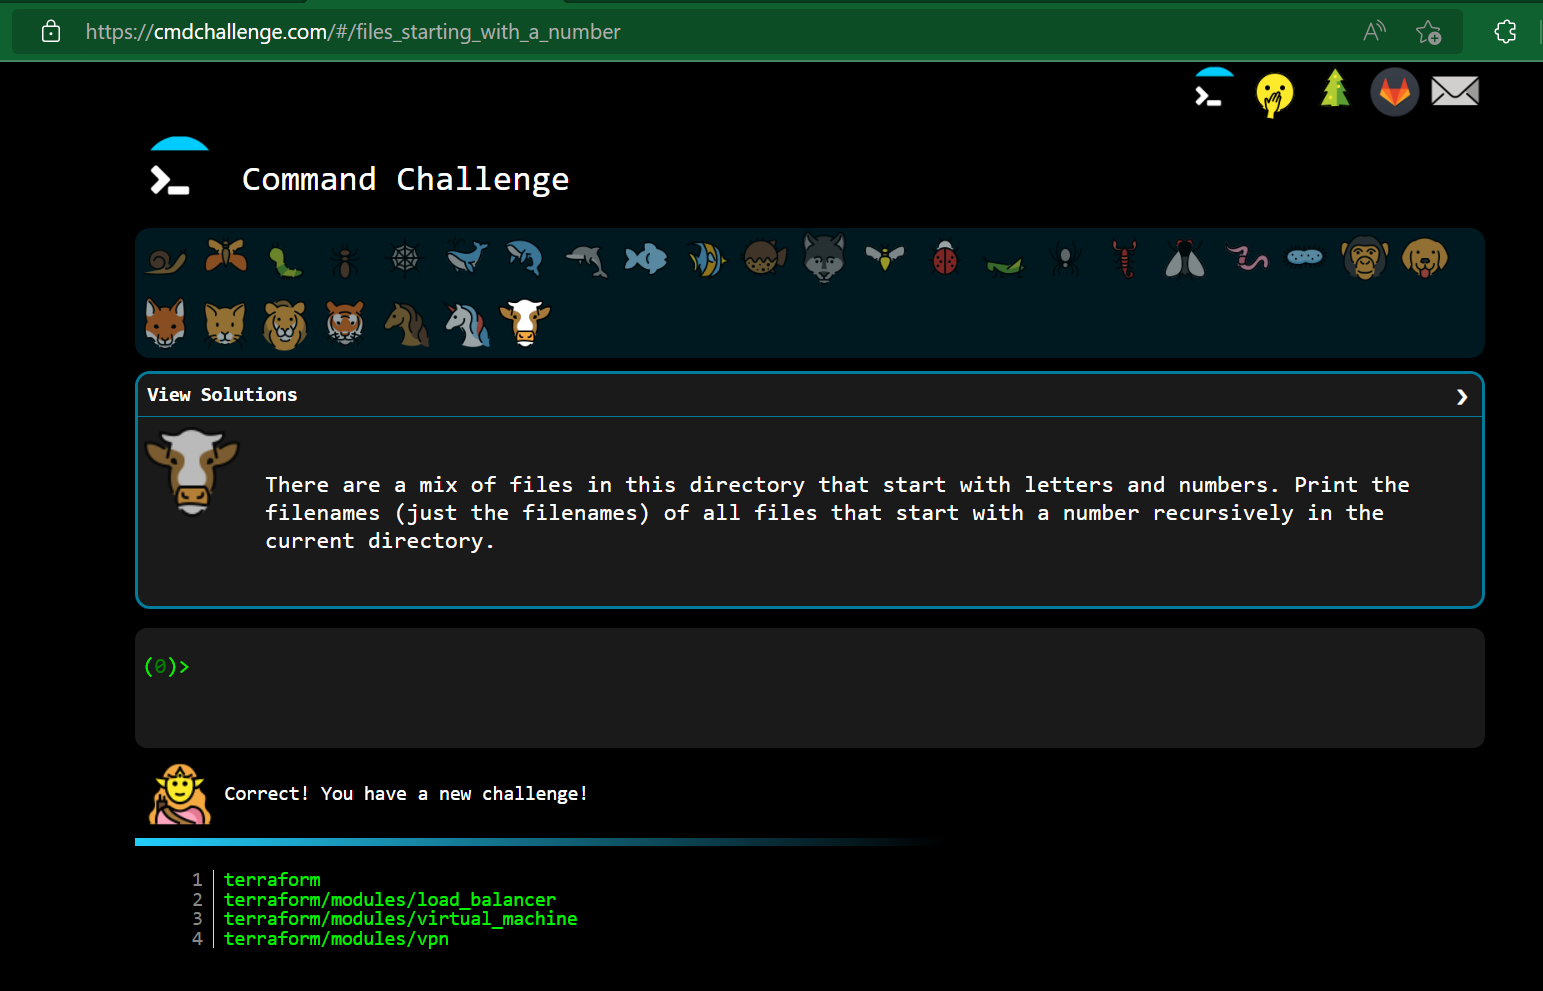 https://cmdchallenge.com/#/files_starting_with_a_number
Command Challenge
View Solutions
There are a mix of files in this directory that start with letters and numbers. Print the
filenames (just the filenames) of all files that start with a number recursively in the
current directory.
(0)>
Correct! You have a new challenge!
1 terraform
2 terraform/modules/load_balancer
3 terraform/modules/virtual_machine
4 terraform/modules/vpn